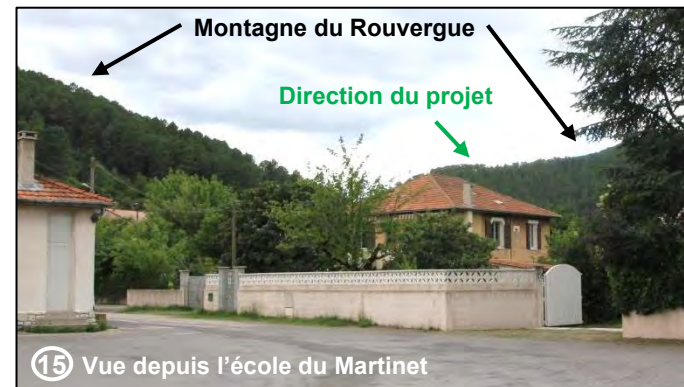 Montagne du Rouvergue
Direction du projet
15 Vue depuis l'école du Martinet